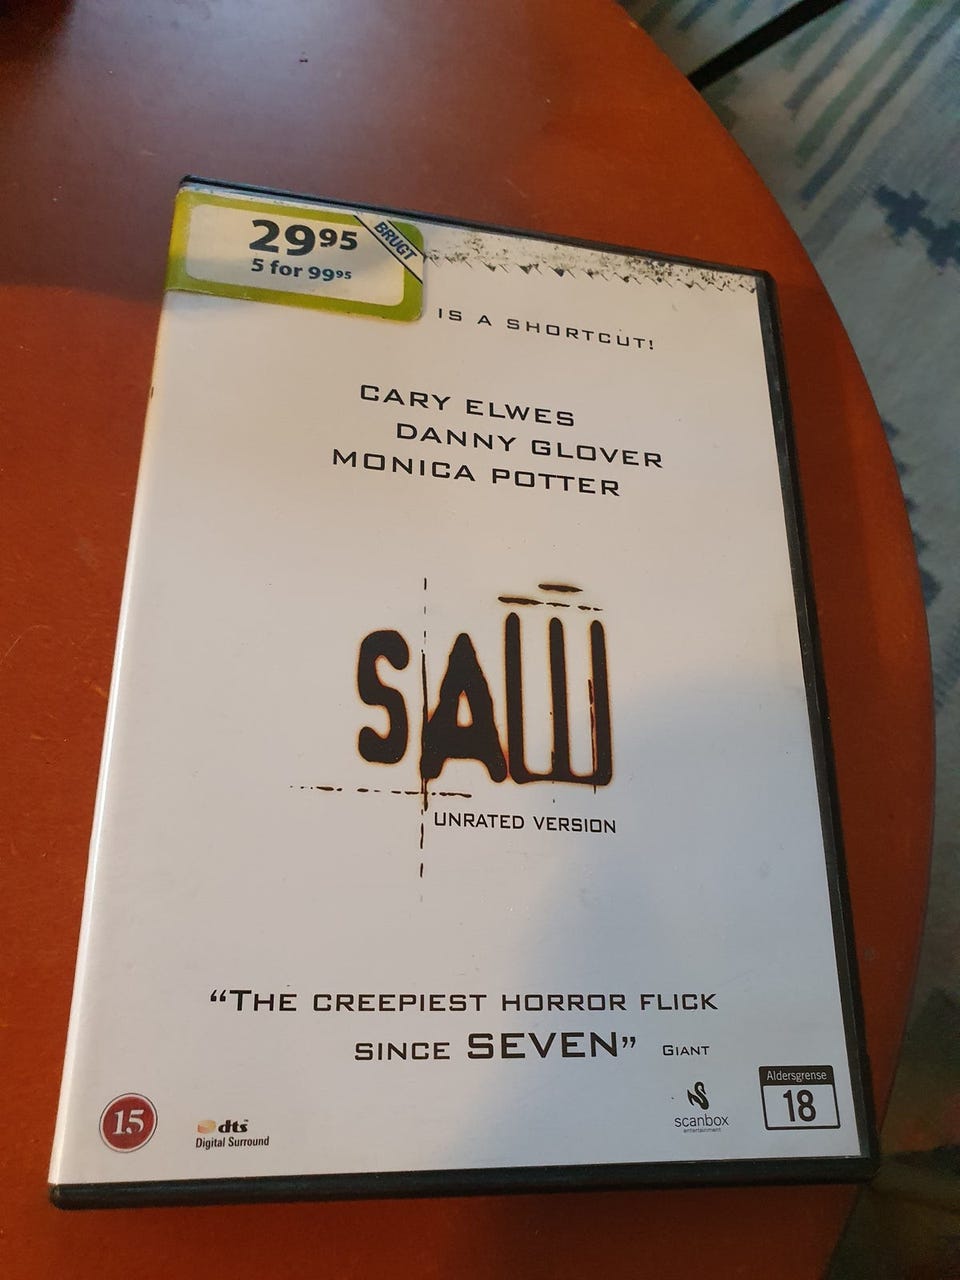 29⁹⁵
BRUGT
5 for 99⁹⁵
IS A SHORTCUT!
CARY ELWES
DANNY GLOVER
MONICA POTTER
SAW
UNRATED VERSION
“THE CREEPIEST HORROR FLICK
SINCE SEVEN” GIANT
15
dts
Digital Surround
scanbox
entertainment
Aldersgrense
18